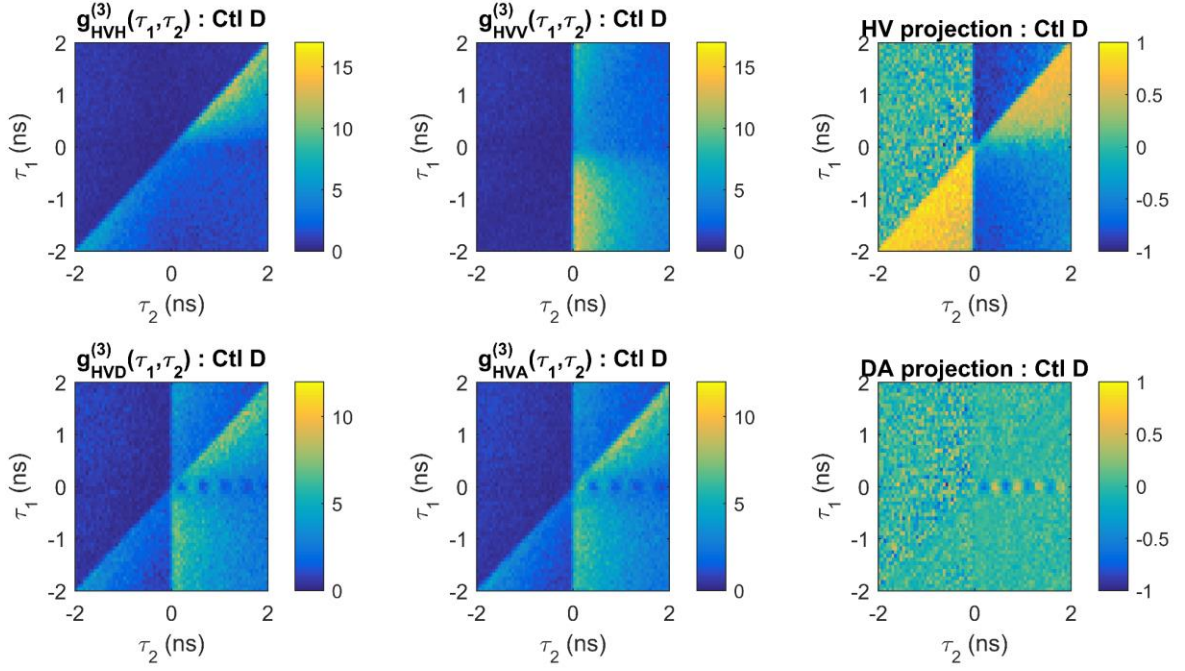 g(3)HVH(τ1,τ2) : Ctl D
g(3)HVV(τ1,τ2) : Ctl D
HV projection : Ctl D
2
1
0
-1
-2
τ1 (ns)
-2 0 2
τ2 (ns)
15
10
5
0
2
1
0
-1
-2
τ1 (ns)
-2 0 2
τ2 (ns)
15
10
5
0
2
1
0
-1
-2
τ1 (ns)
-2 0 2
τ2 (ns)
1
0.5
0
-0.5
-1
g(3)HVD(τ1,τ2) : Ctl D
g(3)HVA(τ1,τ2) : Ctl D
DA projection : Ctl D
2
1
0
-1
-2
τ1 (ns)
-2 0 2
τ2 (ns)
10
5
0
2
1
0
-1
-2
τ1 (ns)
-2 0 2
τ2 (ns)
10
5
0
2
1
0
-1
-2
τ1 (ns)
-2 0 2
τ2 (ns)
1
0.5
0
-0.5
-1